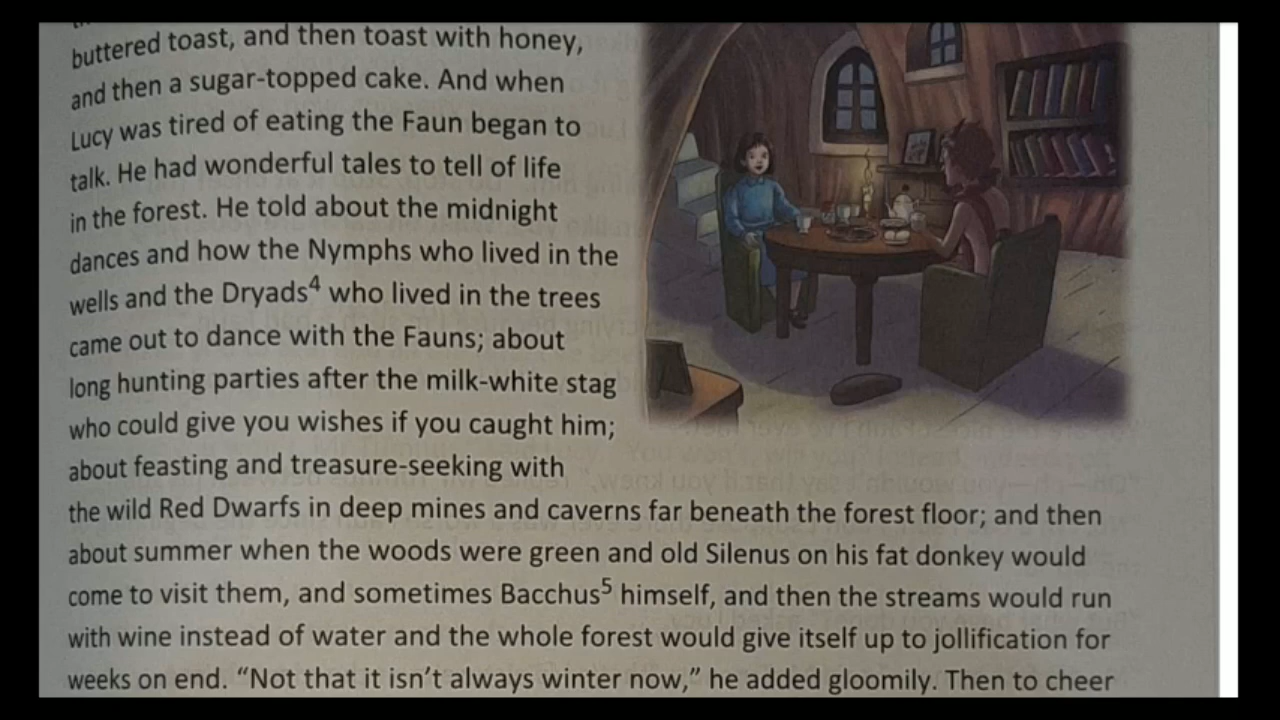 buttered toast, and then toast with honey,
and then a sugar-topped cake. And when
Lucy was tired of eating the Faun began to
talk. He had wonderful tales to tell of life
in the forest. He told about the midnight
dances and how the Nymphs who lived in the
wells and the Dryads⁴ who lived in the trees
came out to dance with the Fauns; about
long hunting parties after the milk-white stag
who could give you wishes if you caught him;
about feasting and treasure-seeking with
the wild Red Dwarfs in deep mines and caverns far beneath the forest floor; and then
about summer when the woods were green and old Silenus on his fat donkey would
come to visit them, and sometimes Bacchus⁵ himself, and then the streams would run
with wine instead of water and the whole forest would give itself up to jollification for
weeks on end. “Not that it isn’t always winter now,” he added gloomily. Then to cheer